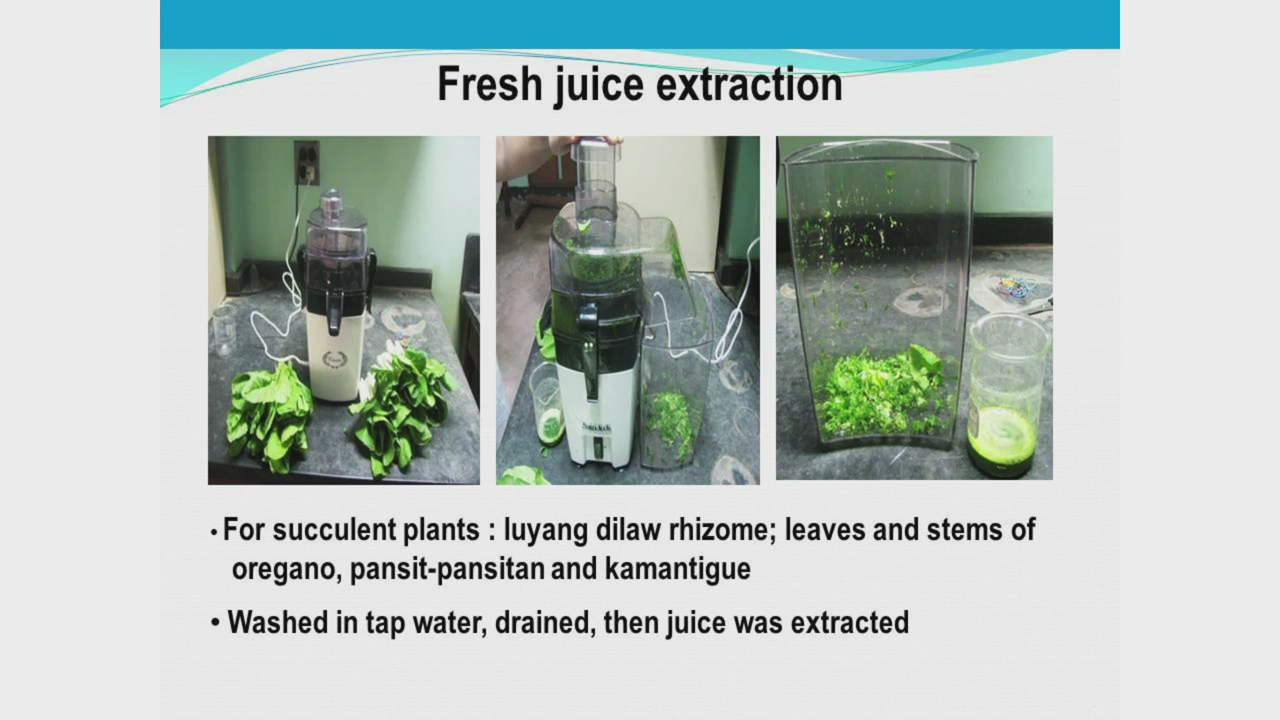 Fresh juice extraction
• For succulent plants : luyang dilaw rhizome; leaves and stems of
oregano, pansit-pansitan and kamantigue
• Washed in tap water, drained, then juice was extracted